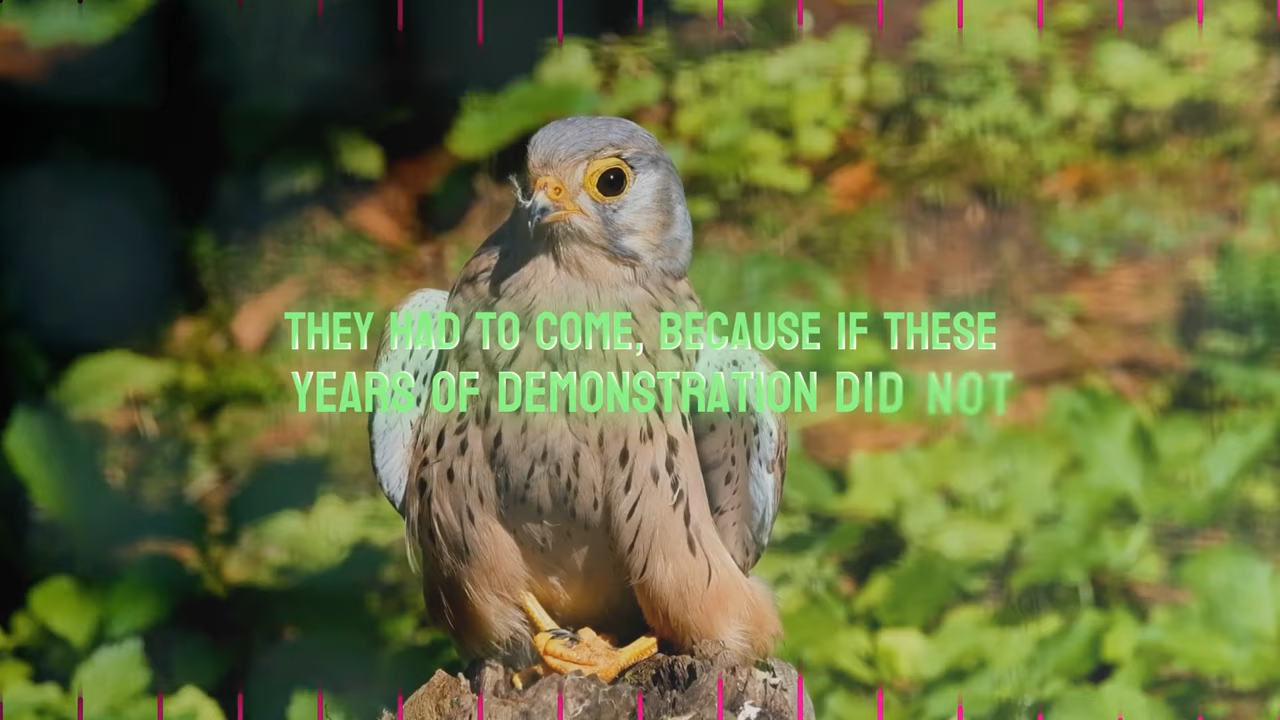 THEY HAD TO COME, BECAUSE IF THESE
YEARS OF DEMONSTRATION DID NOT